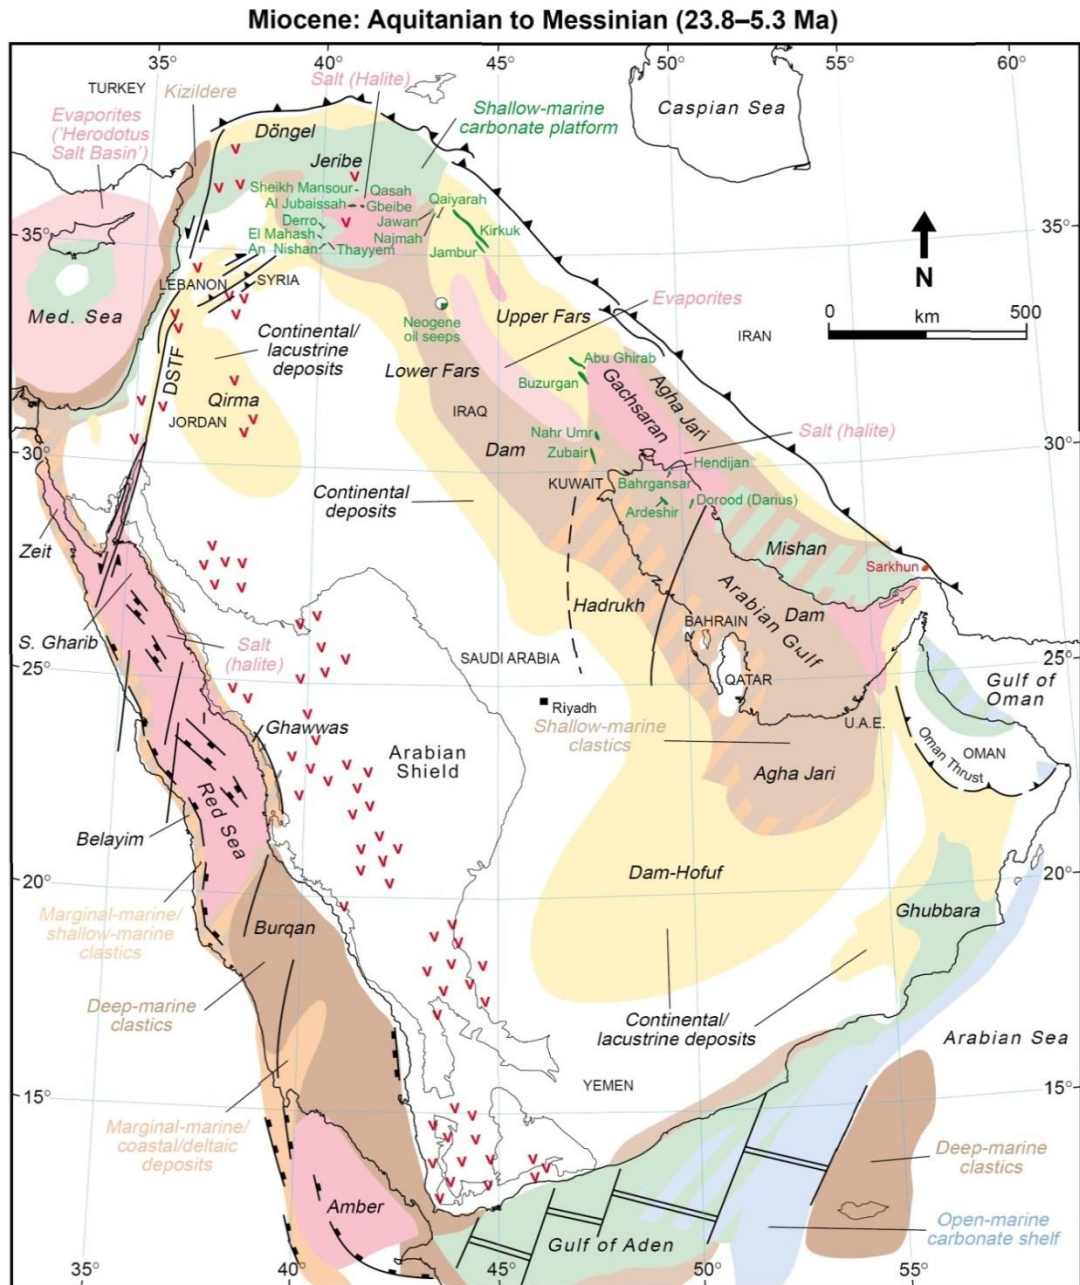 Miocene: Aquitanian to Messinian (23.8–5.3 Ma)
35°
40°
45°
50°
55°
60°
TURKEY
Kizildere
Salt (Halite)
Caspian Sea
Evaporites
('Herodotus
Salt Basin')
Döngel
Shallow-marine
carbonate platform
Jeribe
Sheikh Mansour
Qasah
Al Jubaissah
Gbeibe
Qaiyarah
Derro
Jawan
El Mahash
Najmah
Kirkuk
An Nishan
Thayyem
Jambur
35°
35°
N
LEBANON
SYRIA
Med. Sea
Evaporites
0
km
500
Neogene
oil seeps
Upper Fars
IRAN
Continental/
lacustrine
deposits
DSTF
Lower Fars
Abu Ghirab
Buzurgan
Gachsaran
Agha Jari
Qirma
JORDAN
IRAQ
Salt (halite)
30°
30°
Nahr Umr
Dam
Zubair
Hendijan
KUWAIT
Bahrgansar
Continental
deposits
Dorood (Darius)
Ardeshir
Zeit
Mishan
Sarkhun
Hadrukh
Arabian Gulf
Dam
BAHRAIN
S. Gharib
Salt
(halite)
25°
25°
SAUDI ARABIA
QATAR
Gulf of
Oman
Riyadh
U.A.E.
Shallow-marine
clastics
Ghawwas
Oman Thrust
OMAN
Arabian
Shield
Agha Jari
Red Sea
Belayim
20°
20°
Dam-Hofuf
Marginal-marine/
shallow-marine
clastics
Burqan
Ghubbara
Deep-marine
clastics
Continental/
lacustrine deposits
Arabian Sea
YEMEN
15°
15°
Marginal-marine/
coastal/deltaic
deposits
Deep-marine
clastics
Amber
Open-marine
carbonate shelf
Gulf of Aden
35°
40°
45°
50°
55°